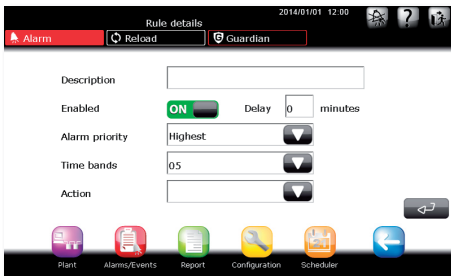 2014/01/01 12:00
Rule details
?
Alarm
Reload
G Guardian
Description
Enabled ON Delay 0 minutes
Alarm priority Highest
Time bands 05
Action
Plant Alarms/Events Report Configuration Scheduler